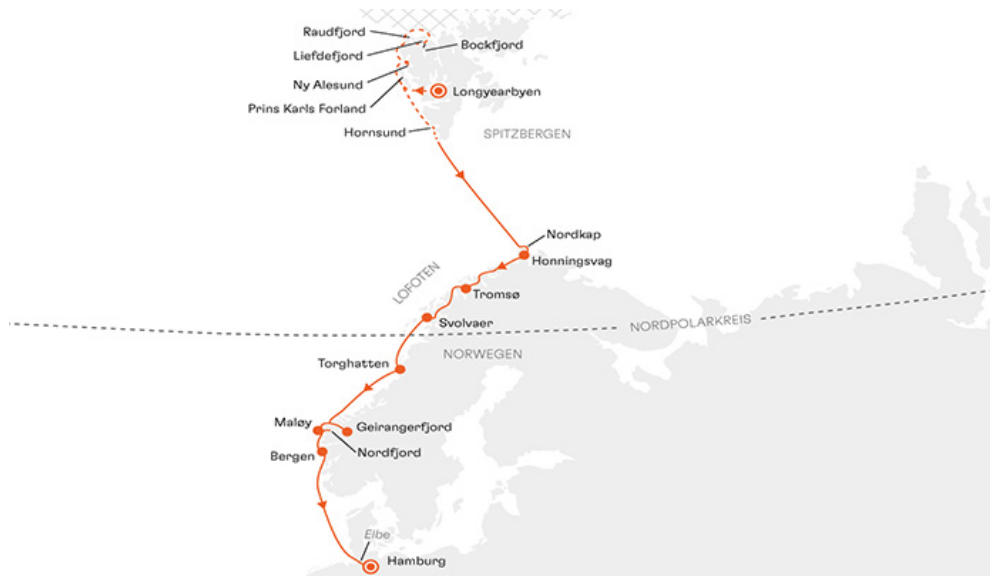 Raudfjord
Liefdefjord
Bockfjord
Ny Alesund
Longyearbyen
Prins Karls Forland
Hornsund
SPITZBERGEN
Nordkap
Honningsvag
LOFOTEN
Tromsø
Svolvaer
NORDPOLARKREIS
NORWEGEN
Torghatten
Maløy
Geirangerfjord
Nordfjord
Bergen
Elbe
Hamburg